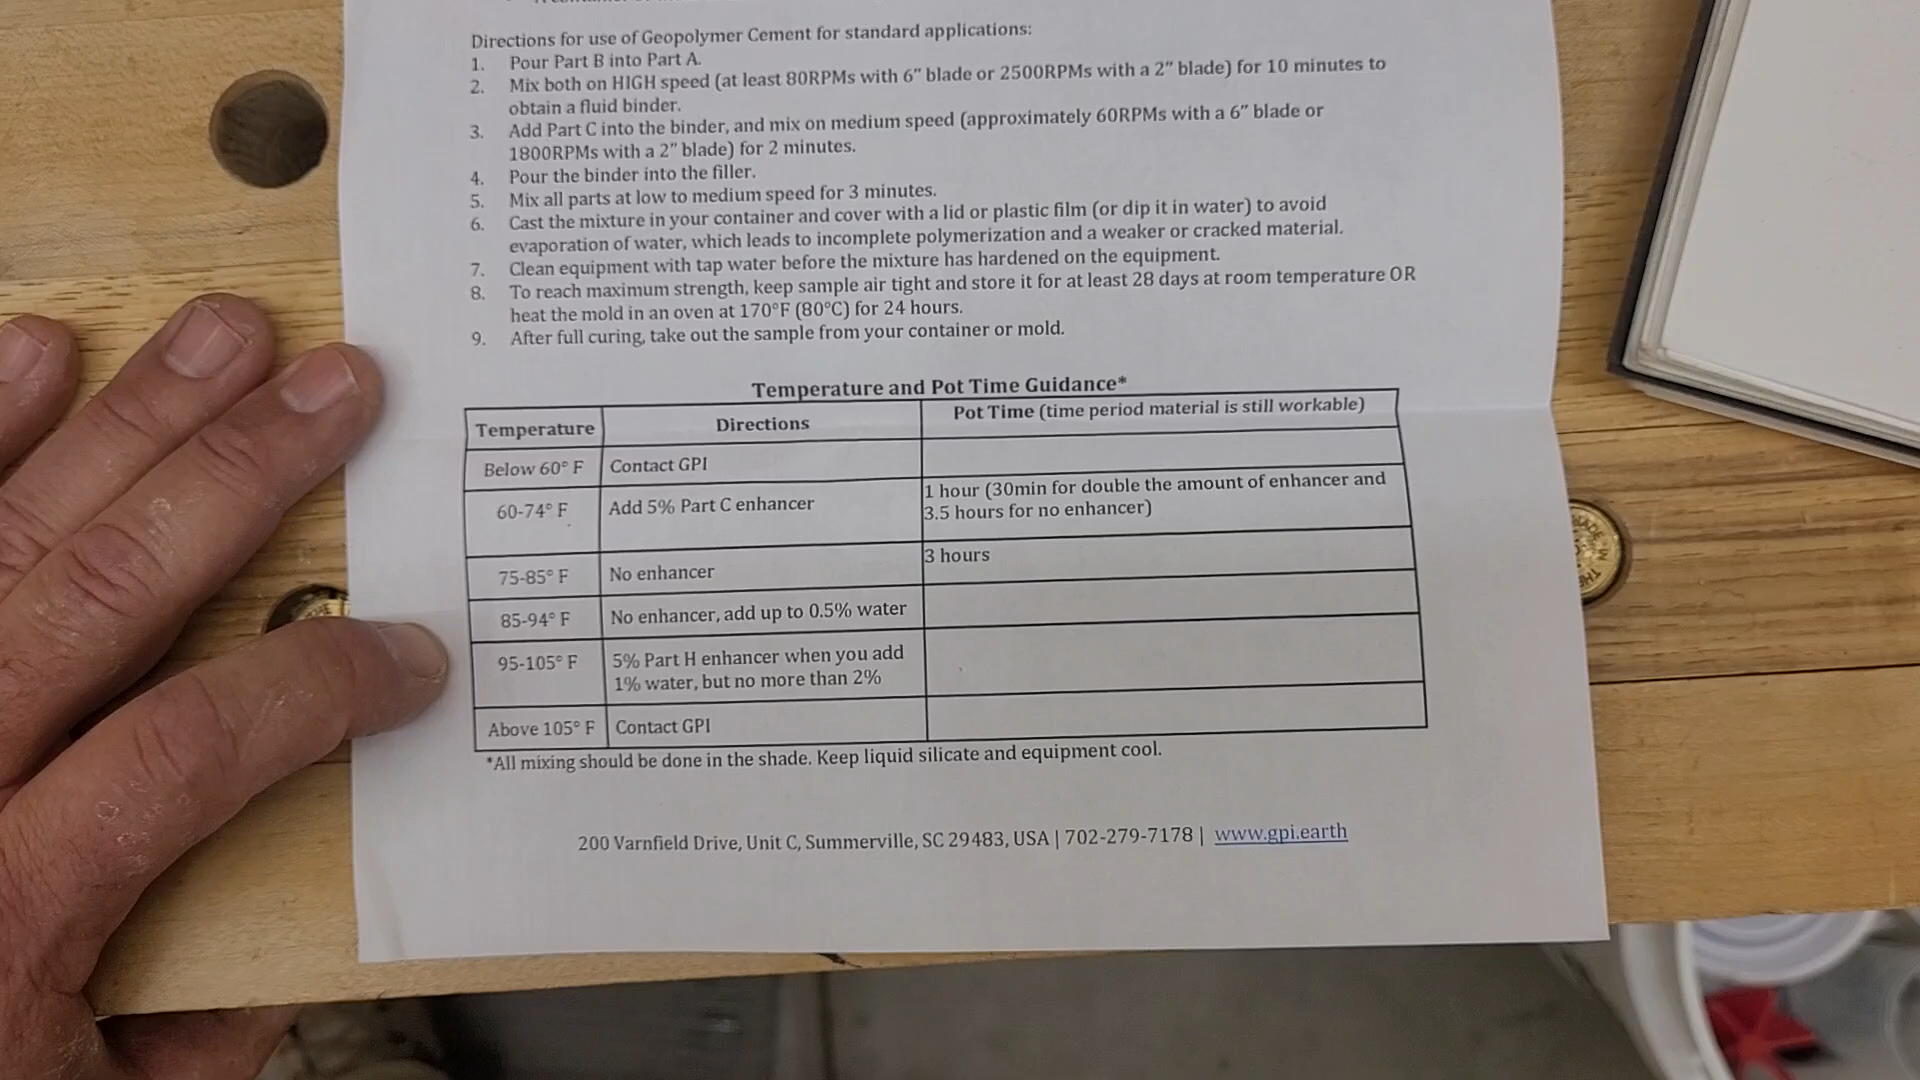 Directions for use of Geopolymer Cement for standard applications:
1. Pour Part B into Part A.
2. Mix both on HIGH speed (at least 80RPMs with 6” blade or 2500RPMs with a 2” blade) for 10 minutes to
obtain a fluid binder.
3. Add Part C into the binder, and mix on medium speed (approximately 60RPMs with a 6” blade or
1800RPMs with a 2” blade) for 2 minutes.
4. Pour the binder into the filler.
5. Mix all parts at low to medium speed for 3 minutes.
6. Cast the mixture in your container and cover with a lid or plastic film (or dip it in water) to avoid
evaporation of water, which leads to incomplete polymerization and a weaker or cracked material.
7. Clean equipment with tap water before the mixture has hardened on the equipment.
8. To reach maximum strength, keep sample air tight and store it for at least 28 days at room temperature OR
heat the mold in an oven at 170°F (80°C) for 24 hours.
9. After full curing, take out the sample from your container or mold.
Temperature and Pot Time Guidance*
Temperature Directions Pot Time (time period material is still workable)
Below 60° F Contact GPI
60-74° F Add 5% Part C enhancer 1 hour (30min for double the amount of enhancer and
3.5 hours for no enhancer)
75-85° F No enhancer 3 hours
85-94° F No enhancer, add up to 0.5% water
95-105° F 5% Part H enhancer when you add
1% water, but no more than 2%
Above 105° F Contact GPI
*All mixing should be done in the shade. Keep liquid silicate and equipment cool.
200 Varnfield Drive, Unit C, Summerville, SC 29483, USA | 702-279-7178 | www.gpi.earth